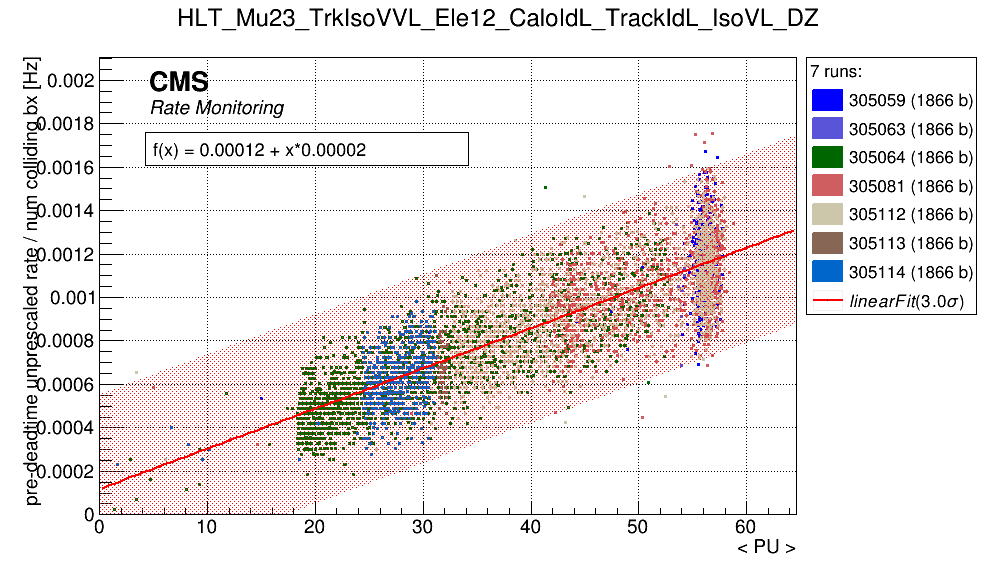 HLT_Mu23_TrkIsoVVL_Ele12_CaloIdL_TrackIdL_IsoVL_DZ
pre-deadtime unprescaled rate / num colliding bx [Hz]
0.002
0.0018
0.0016
0.0014
0.0012
0.001
0.0008
0.0006
0.0004
0.0002
0
CMS
Rate Monitoring
f(x) = 0.00012 + x*0.00002
7 runs:
305059 (1866 b)
305063 (1866 b)
305064 (1866 b)
305081 (1866 b)
305112 (1866 b)
305113 (1866 b)
305114 (1866 b)
linearFit(3.0σ)
0 10 20 30 40 50 60
< PU >